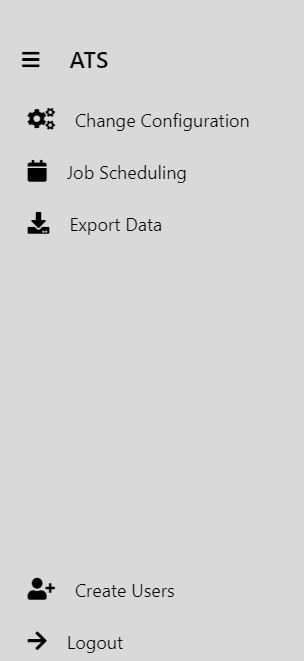 ATS
Change Configuration
Job Scheduling
Export Data
Create Users
Logout